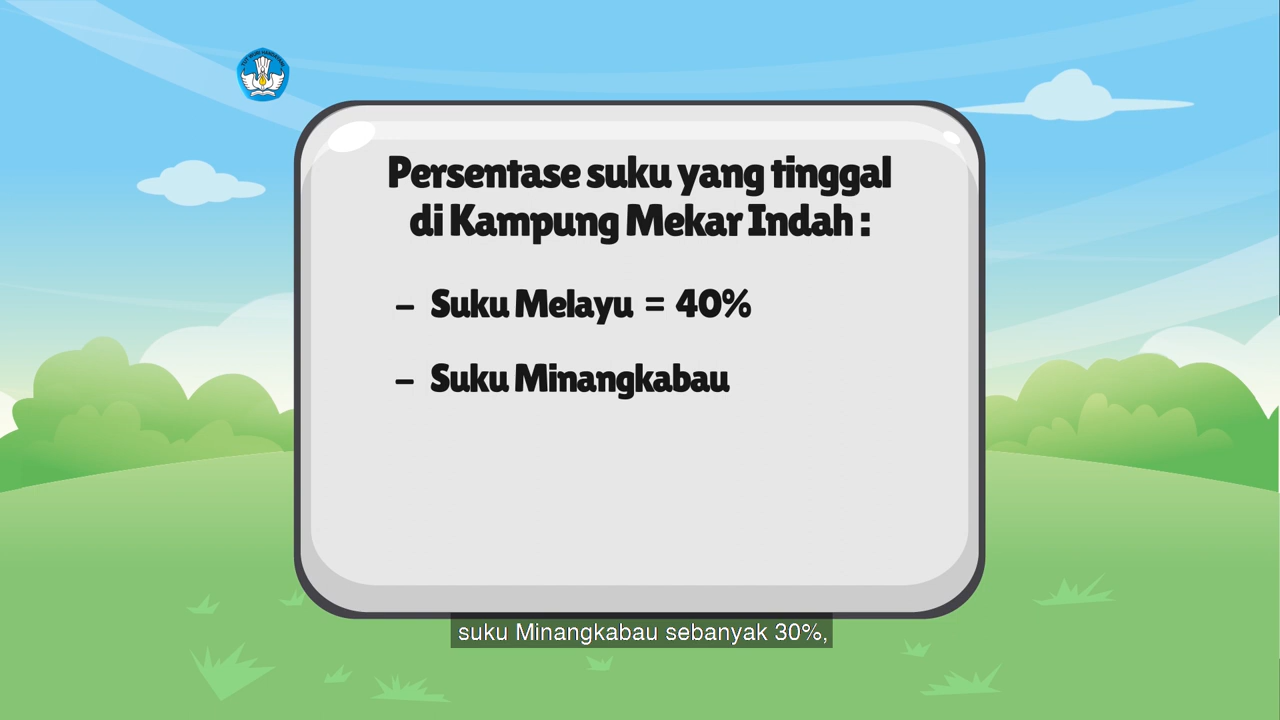 Persentase suku yang tinggal
di Kampung Mekar Indah :
– Suku Melayu = 40%
– Suku Minangkabau
suku Minangkabau sebanyak 30%,